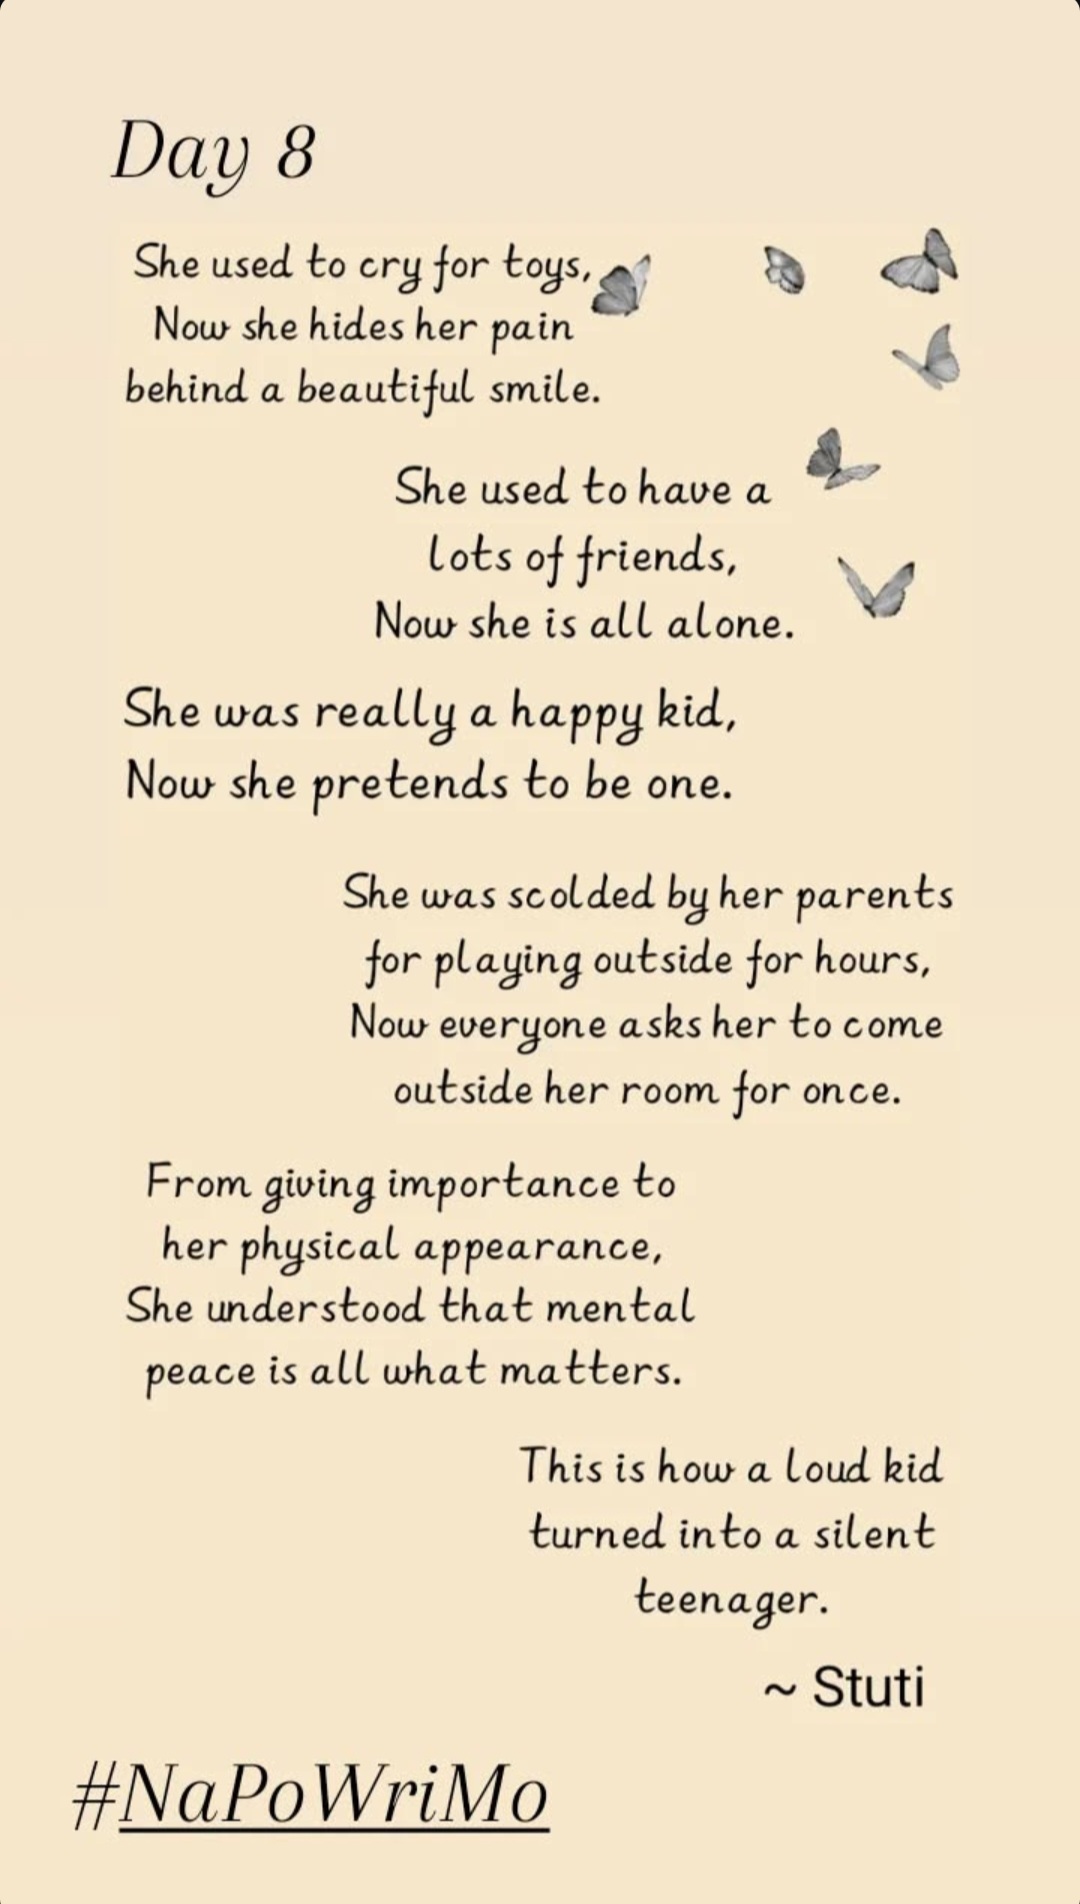 Day 8
She used to cry for toys,
Now she hides her pain
behind a beautiful smile.
She used to have a
lots of friends,
Now she is all alone.
She was really a happy kid,
Now she pretends to be one.
She was scolded by her parents
for playing outside for hours,
Now everyone asks her to come
outside her room for once.
From giving importance to
her physical appearance,
She understood that mental
peace is all what matters.
This is how a loud kid
turned into a silent
teenager.
~ Stuti
#NaPoWriMo